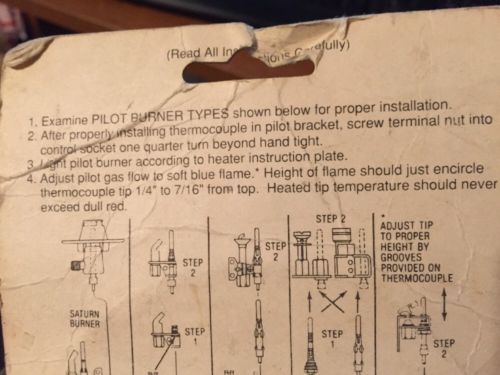 (Read All Instructions Carefully)
1. Examine PILOT BURNER TYPES shown below for proper installation.
2. After properly installing thermocouple in pilot bracket, screw terminal nut into
control socket one quarter turn beyond hand tight.
3. Light pilot burner according to heater instruction plate.
4. Adjust pilot gas flow to soft blue flame.* Height of flame should just encircle
thermocouple tip 1/4" to 7/16" from top. Heated tip temperature should never
exceed dull red.
STEP 2
*
ADJUST TIP
TO PROPER
HEIGHT BY
GROOVES
PROVIDED ON
THERMOCOUPLE
STEP
2
STEP
2
SATURN
BURNER
STEP
1
STEP
1
STEP
2